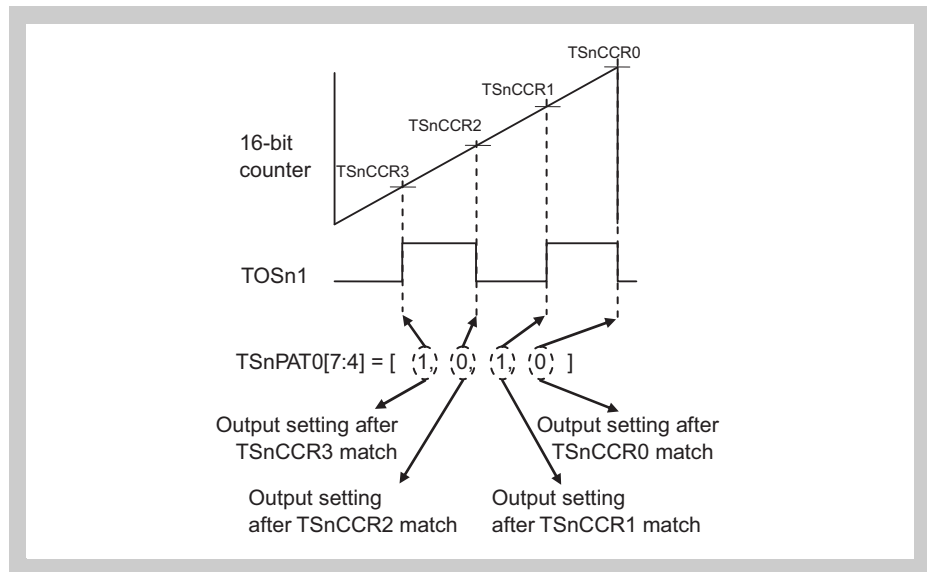 TSnCCR0
TSnCCR1
TSnCCR2
16-bit
counter
TSnCCR3
TOSn1
TSnPAT0[7:4] = [ 1, 0, 1, 0 ]
Output setting after
TSnCCR3 match
Output setting after
TSnCCR0 match
Output setting
after TSnCCR2 match
Output setting
after TSnCCR1 match